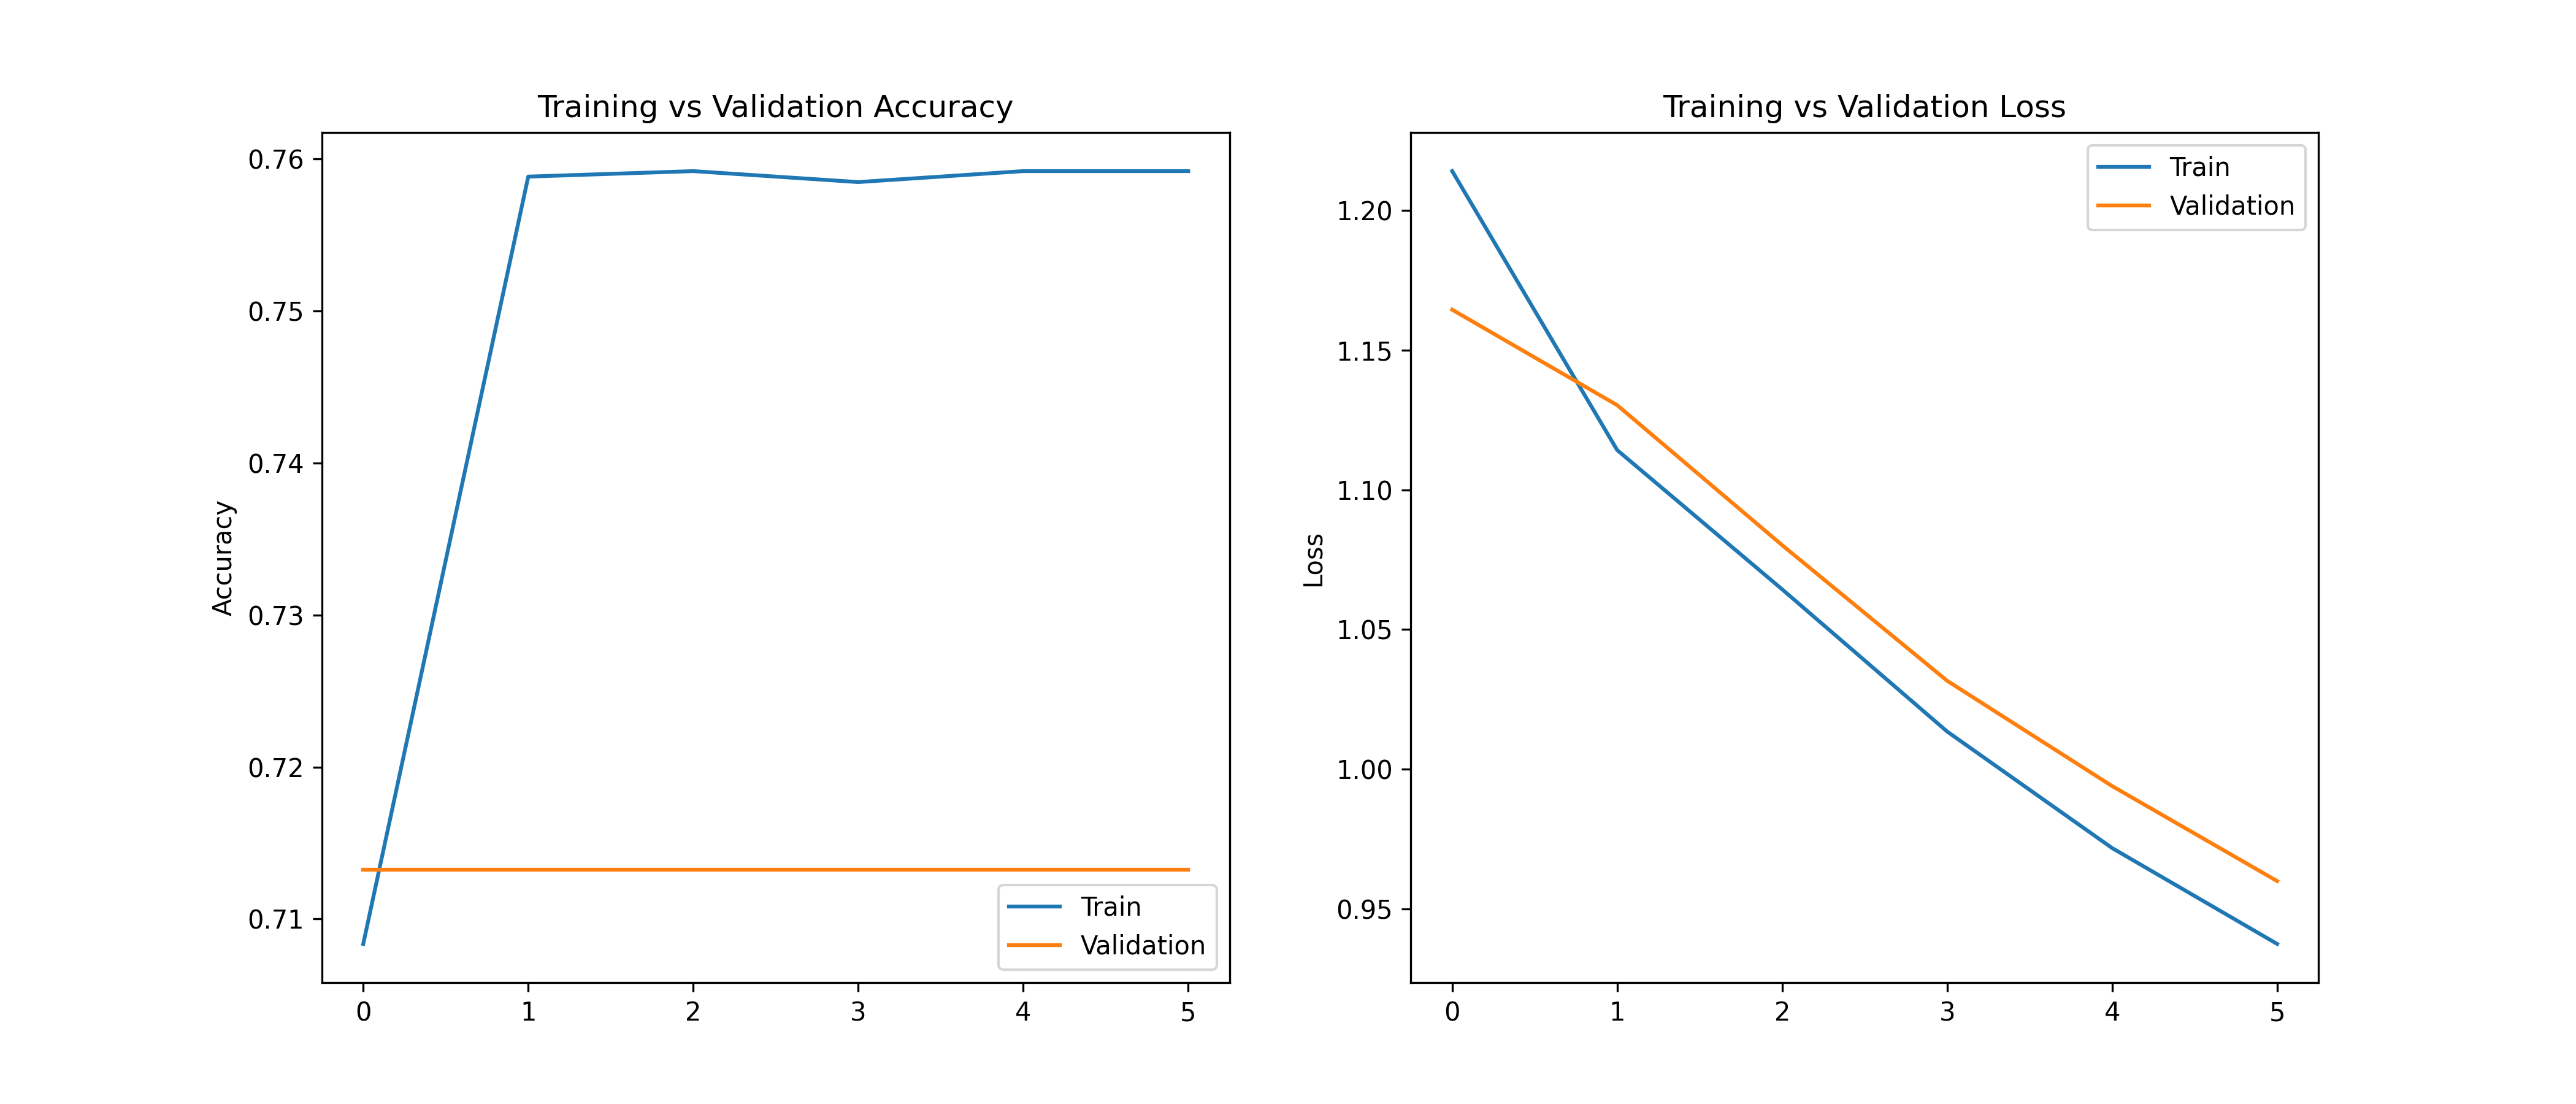 Training vs Validation Accuracy
Accuracy
0.76
0.75
0.74
0.73
0.72
0.71
0 1 2 3 4 5
Train
Validation
Training vs Validation Loss
Loss
1.20
1.15
1.10
1.05
1.00
0.95
0 1 2 3 4 5
Train
Validation